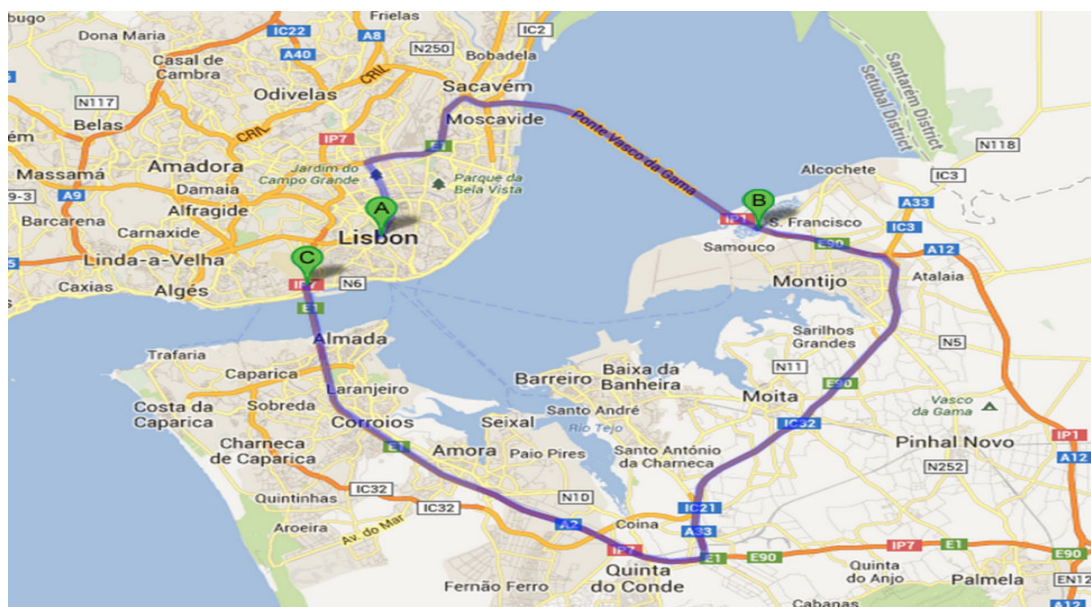 Frielas
IC22
A8
IC2
Dona Maria
A40
N250
Bobadela
Casal de
Cambra
CRIL
Sacavém
Odivelas
N117
Moscavide
Belas
CRIL
IP7
E1
Ponte Vasco da Gama
Santarém District
Setubal District
N118
Amadora
Jardim do
Campo Grande
Massamá
Parque da
Bela Vista
Alcochete
IC3
A9
Damaia
9-3
A
B
A33
Barcarena
Alfragide
IP1
S. Francisco
Carnaxide
Lisbon
Samouco
E90
IC3
A12
Linda-a-Velha
C
Atalaia
Caxias
Algés
IP7
N6
Montijo
E1
Almada
Sarilhos
Grandes
N5
Trafaria
Caparica
Barreiro
Baixa da
Banheira
N11
Laranjeiro
E90
Costa da
Caparica
Sobreda
Moita
Vasco
da Gama
Corroios
Seixal
Santo André
Rio Tejo
IC32
IP1
Charneca
de Caparica
E1
Amora
Paio Pires
Santo António
da Charneca
Pinhal Novo
A12
N252
Quintinhas
IC32
IC32
N10
IC21
Aroeira
Av. do Mar
A2
Coina
A33
IP7
E1
E90
IP7
E1
E90
Fernão Ferro
Quinta
do Conde
Quinta
do Anjo
Palmela
EN12
Cabanas
A12